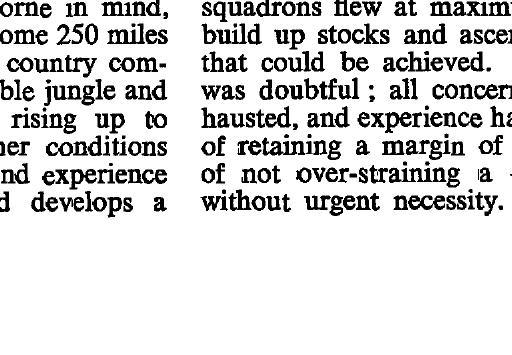 orne in mind,
ome 250 miles
country com-
ble jungle and
rising up to
her conditions
nd experience
d develops a
squadrons flew at maxim
build up stocks and ascer
that could be achieved.
was doubtful ; all concern
hausted, and experience ha
of retaining a margin of
of not over-straining a
without urgent necessity.